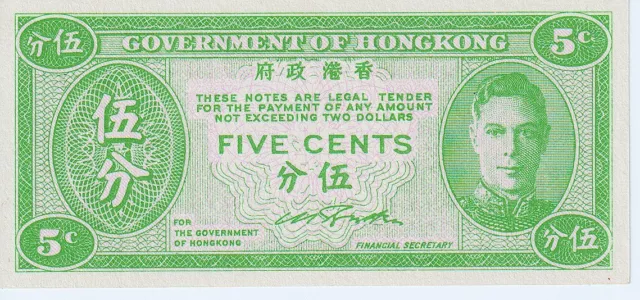 伍分
GOVERNMENT OF HONGKONG
5¢
香港政府
THESE NOTES ARE LEGAL TENDER
FOR THE PAYMENT OF ANY AMOUNT
NOT EXCEEDING TWO DOLLARS
伍分
FIVE CENTS
伍分
FOR
THE GOVERNMENT
OF HONGKONG
FINANCIAL SECRETARY
5¢
伍分